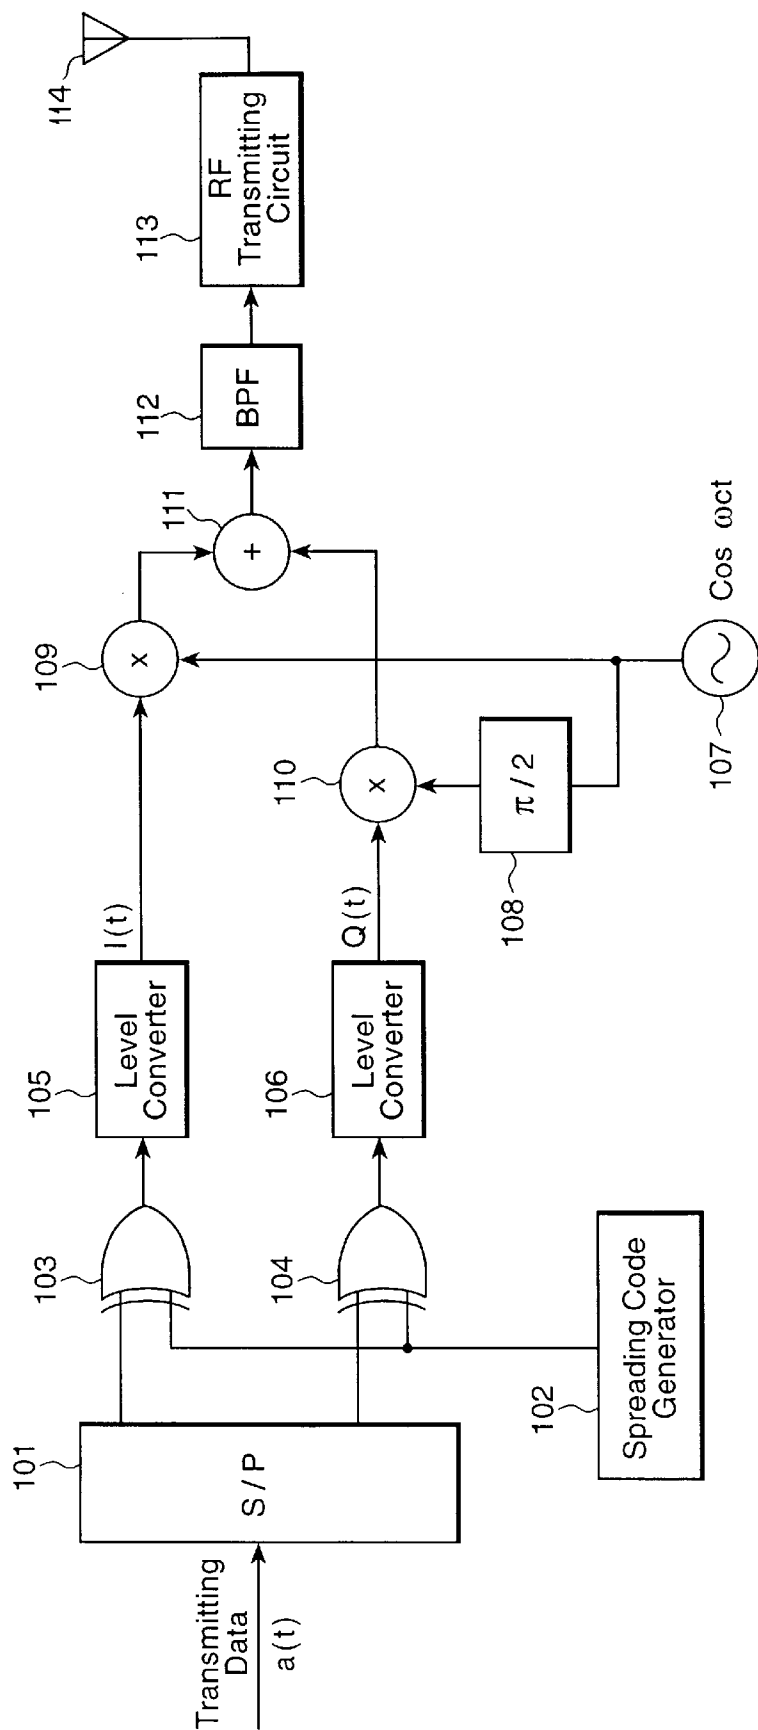 Transmitting
Data
a(t)
101
S/P
102
Spreading Code
Generator
103
104
105
Level
Converter
106
Level
Converter
I(t)
Q(t)
107
Cos ωct
108
π/2
109
x
110
x
111
+
112
BPF
113
RF
Transmitting
Circuit
114